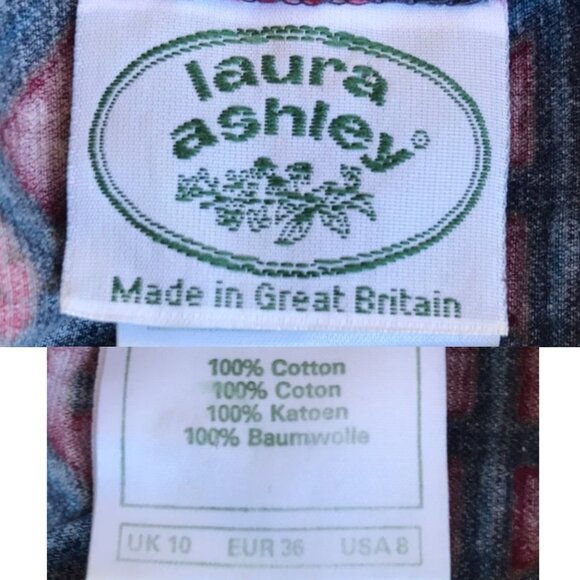 laura
ashley®
Made in Great Britain
100% Cotton
100% Coton
100% Katoen
100% Baumwolle
UK 10 EUR 36 USA 8